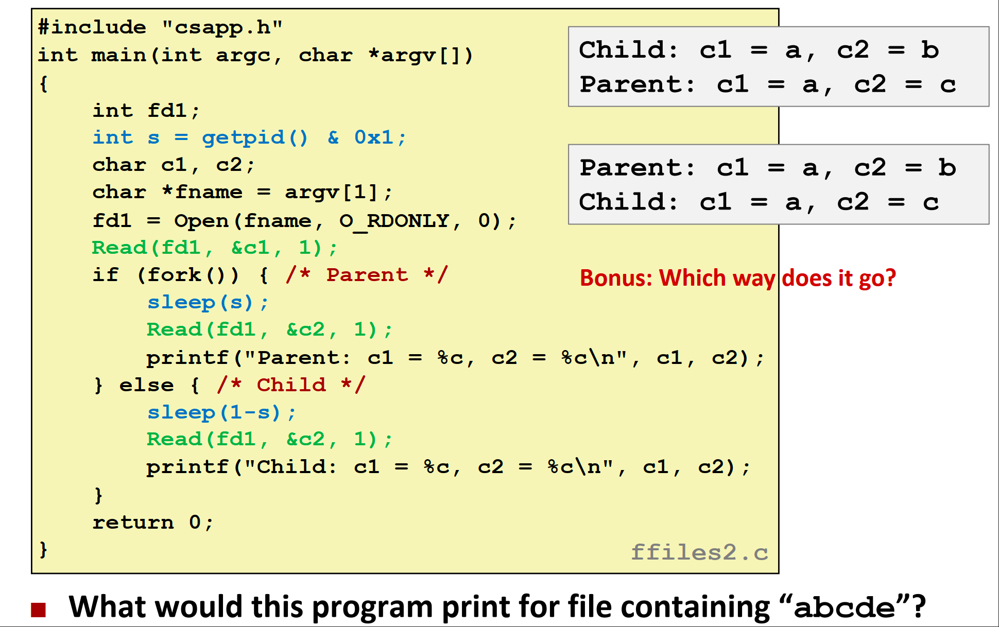 #include "csapp.h"
int main(int argc, char *argv[])
{
    int fd1;
    int s = getpid() & 0x1;
    char c1, c2;
    char *fname = argv[1];
    fd1 = Open(fname, O_RDONLY, 0);
    Read(fd1, &c1, 1);
    if (fork()) { /* Parent */
        sleep(s);
        Read(fd1, &c2, 1);
        printf("Parent: c1 = %c, c2 = %c\n", c1, c2);
    } else { /* Child */
        sleep(1-s);
        Read(fd1, &c2, 1);
        printf("Child: c1 = %c, c2 = %c\n", c1, c2);
    }
    return 0;
}
ffiles2.c
Child: c1 = a, c2 = b
Parent: c1 = a, c2 = c
Parent: c1 = a, c2 = b
Child: c1 = a, c2 = c
Bonus: Which way does it go?
■ What would this program print for file containing “abcde”?